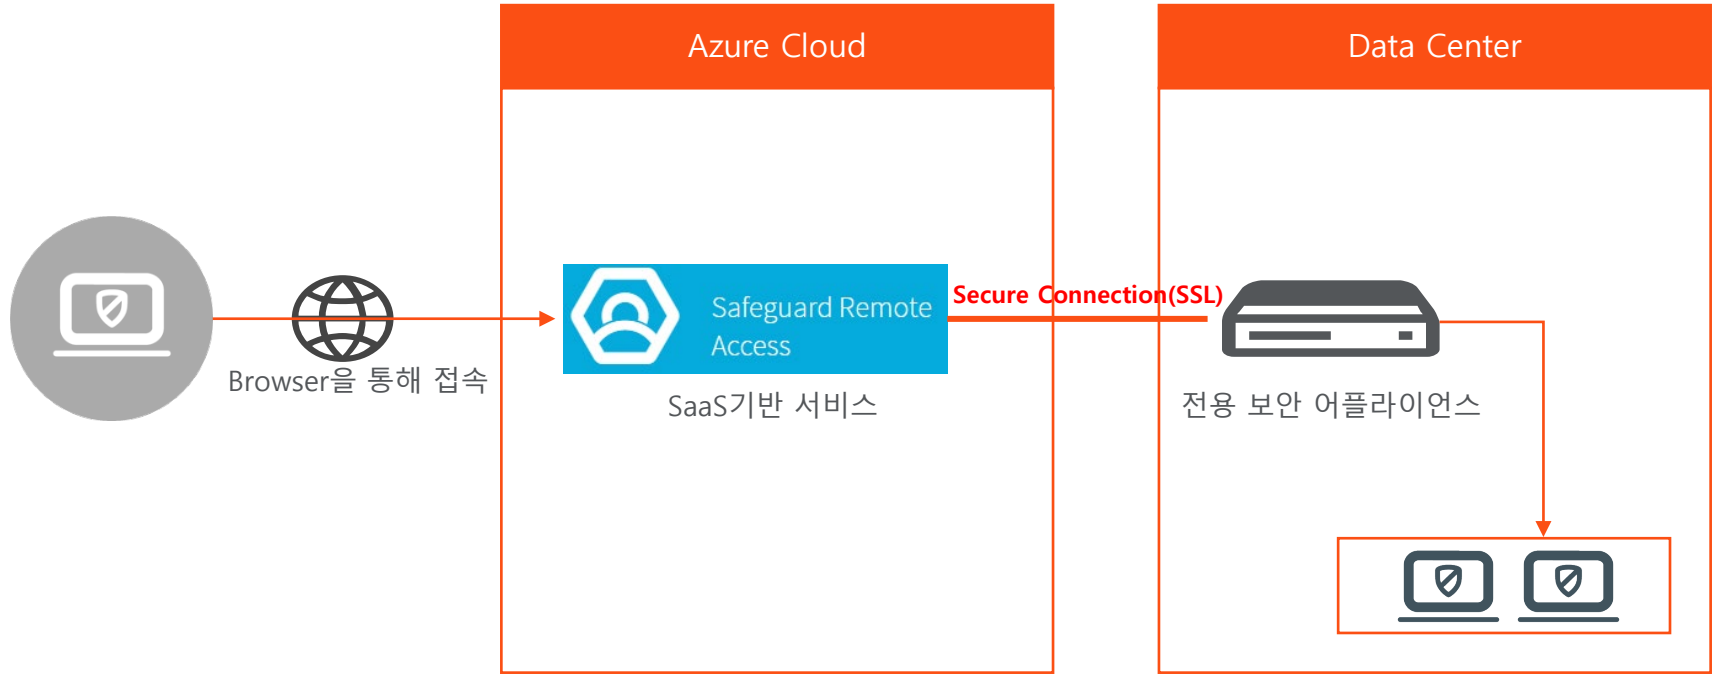 Azure Cloud
Data Center
Browser을 통해 접속
Safeguard Remote
Access
SaaS기반 서비스
Secure Connection(SSL)
전용 보안 어플라이언스